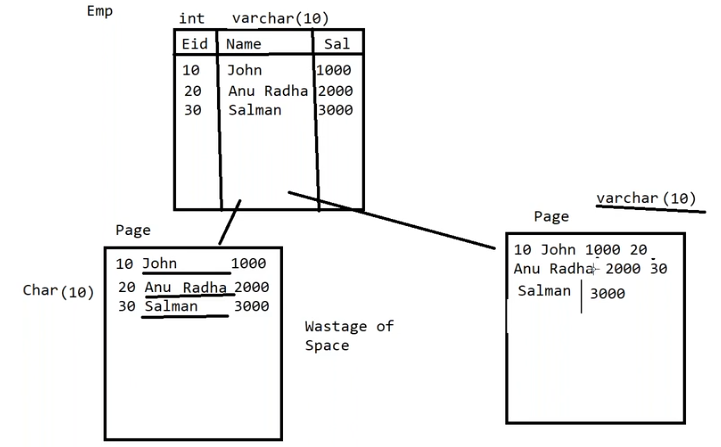 Emp
int varchar(10)
Eid Name Sal
10 John 1000
20 Anu Radha 2000
30 Salman 3000
Page
Char(10)
10 John 1000
20 Anu Radha 2000
30 Salman 3000
Wastage of
Space
varchar(10)
Page
10 John 1000 20
Anu Radha 2000 30
Salman 3000